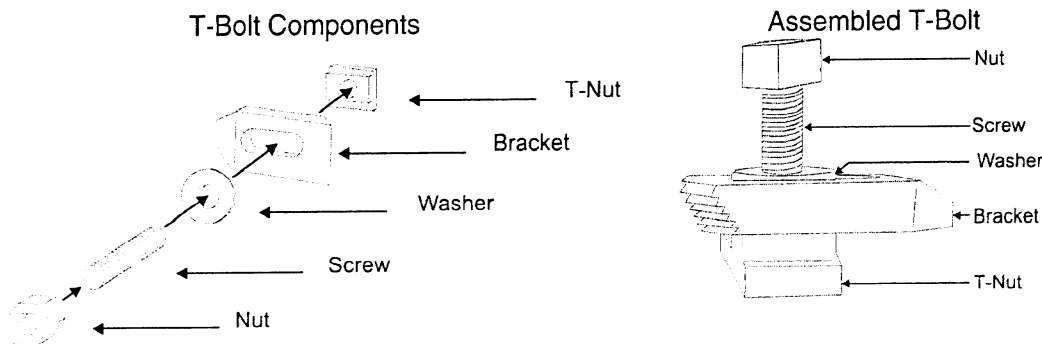 T-Bolt Components
T-Nut
Bracket
Washer
Screw
Nut
Assembled T-Bolt
Nut
Screw
Washer
Bracket
T-Nut